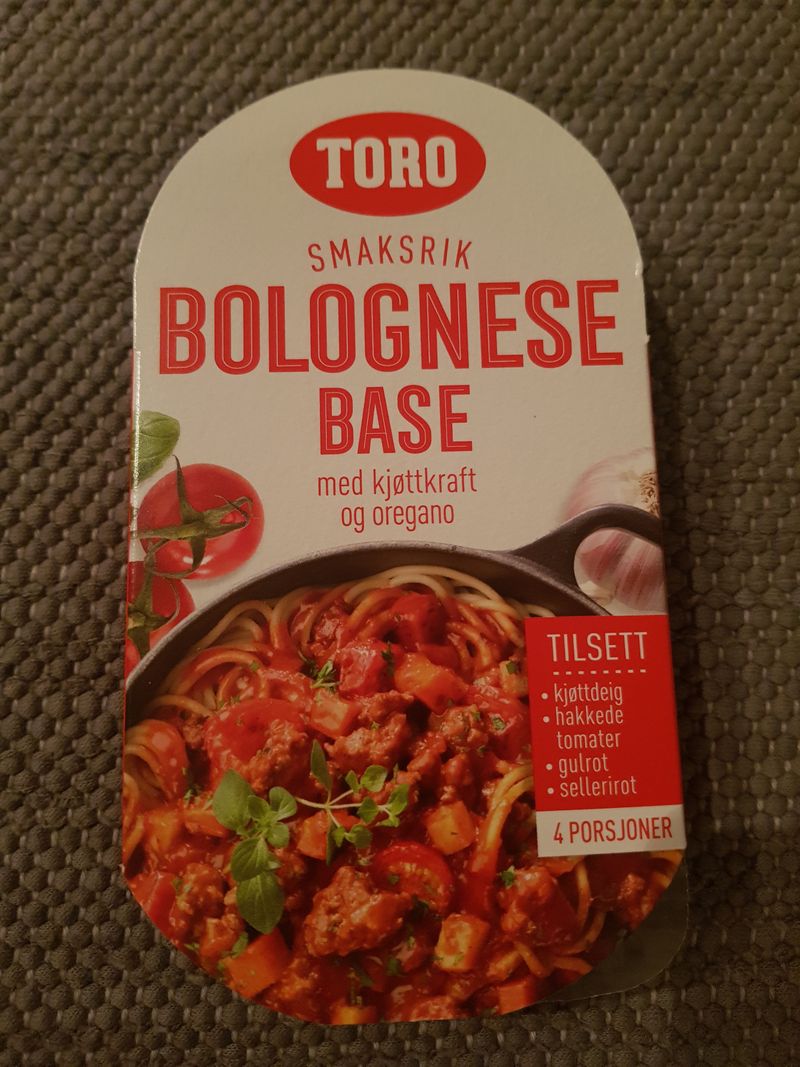 TORO
SMAKSRIK
BOLOGNESE
BASE
med kjøttkraft
og oregano
TILSETT
• kjøttdeig
• hakkede
tomater
• gulrot
• sellerirot
4 PORSJONER